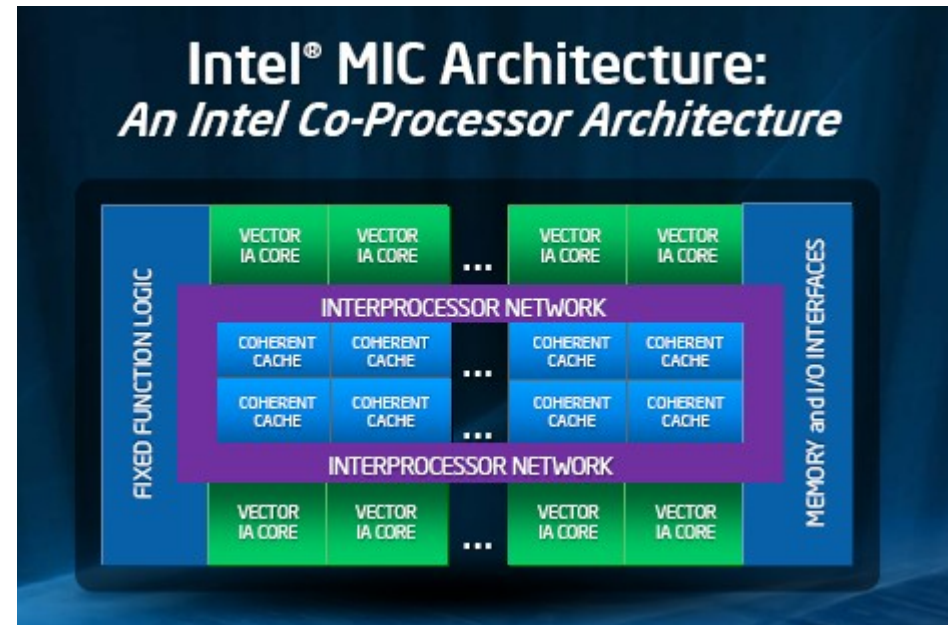 Intel® MIC Architecture:
An Intel Co-Processor Architecture
FIXED FUNCTION LOGIC
VECTOR
IA CORE
VECTOR
IA CORE
...
VECTOR
IA CORE
VECTOR
IA CORE
INTERPROCESSOR NETWORK
COHERENT
CACHE
COHERENT
CACHE
...
COHERENT
CACHE
COHERENT
CACHE
COHERENT
CACHE
COHERENT
CACHE
...
COHERENT
CACHE
COHERENT
CACHE
INTERPROCESSOR NETWORK
VECTOR
IA CORE
VECTOR
IA CORE
...
VECTOR
IA CORE
VECTOR
IA CORE
MEMORY and I/O INTERFACES